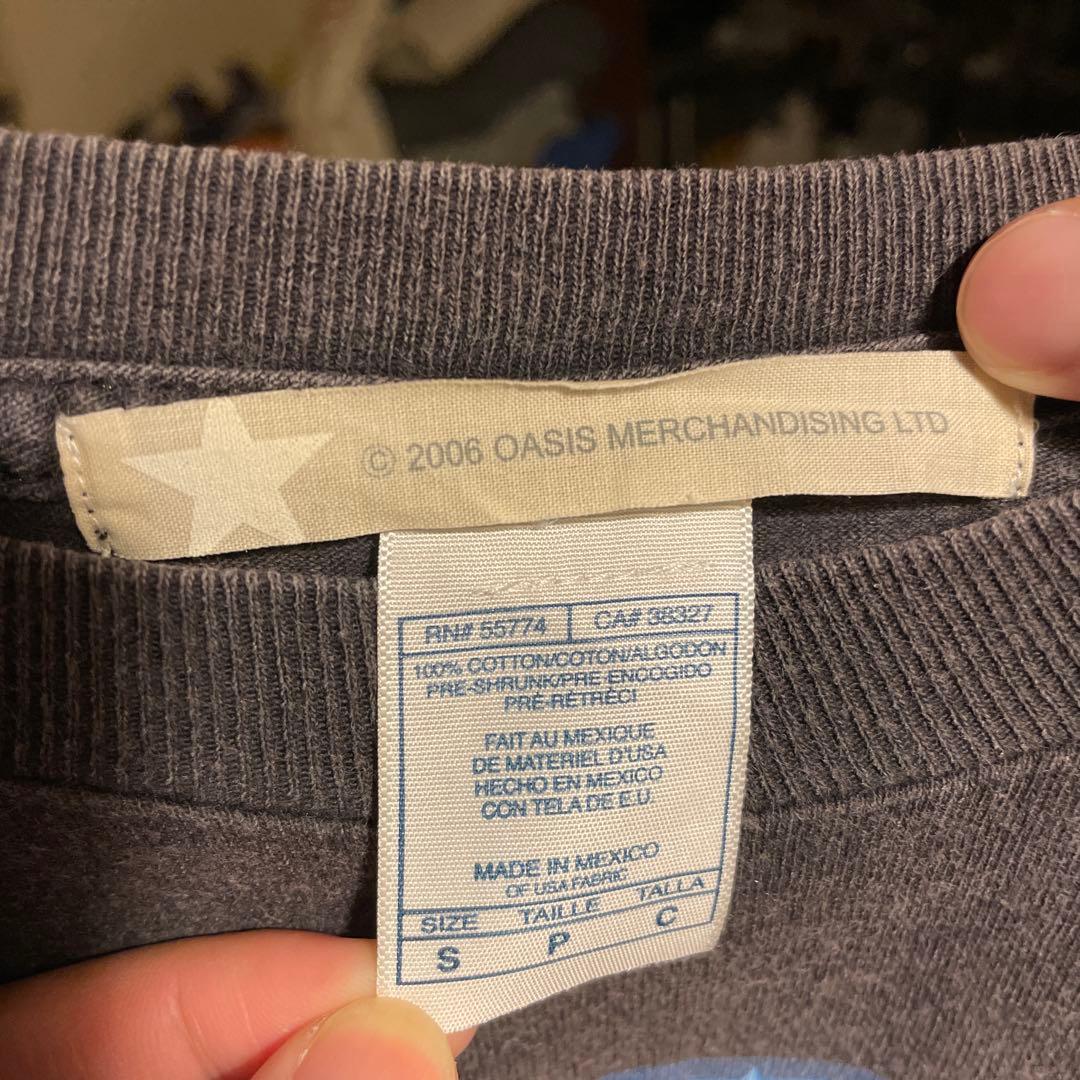 © 2006 OASIS MERCHANDISING LTD
RN# 55774 CA# 38327
100% COTTON/COTON/ALGODON
PRE-SHRUNK/PRE ENCOGIDO
PRÉ-RÉTRÉCI
FAIT AU MEXIQUE
DE MATERIEL D'USA
HECHO EN MEXICO
CON TELA DE E.U.
MADE IN MEXICO
OF USA FABRIC
SIZE TAILLE TALLA
S P C